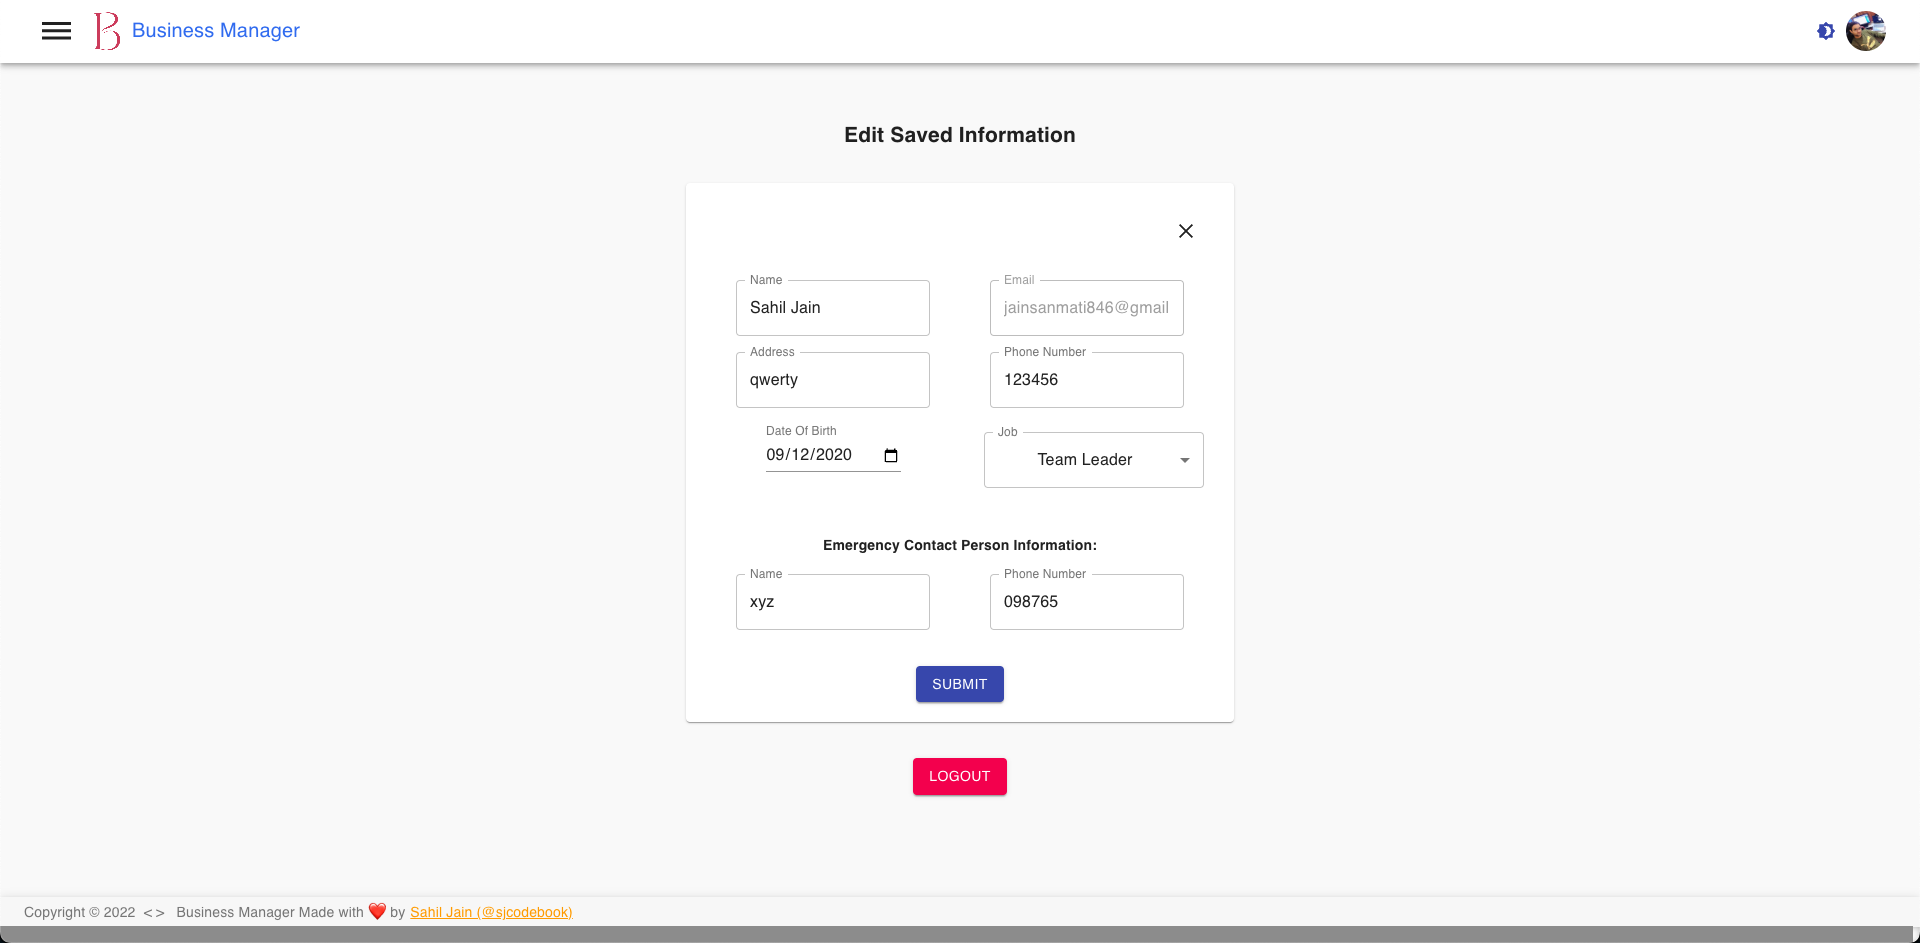 B Business Manager
Edit Saved Information
Name
Sahil Jain
Email
jainsanmati846@gmail
Address
qwerty
Phone Number
123456
Date Of Birth
09/12/2020
Job
Team Leader
Emergency Contact Person Information:
Name
xyz
Phone Number
098765
SUBMIT
LOGOUT
Copyright © 2022 <> Business Manager Made with ❤️ by Sahil Jain (@sjcodebook)